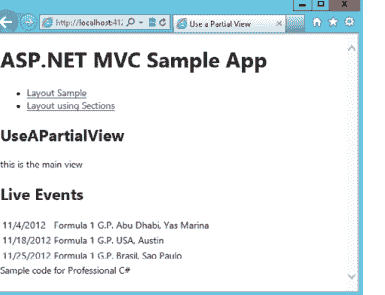 http://localhost:41
Use a Partial View
ASP.NET MVC Sample App
Layout Sample
Layout using Sections
UseAPartialView
this is the main view
Live Events
11/4/2012 Formula 1 G.P. Abu Dhabi, Yas Marina
11/18/2012 Formula 1 G.P. USA, Austin
11/25/2012 Formula 1 G.P. Brasil, Sao Paulo
Sample code for Professional C#